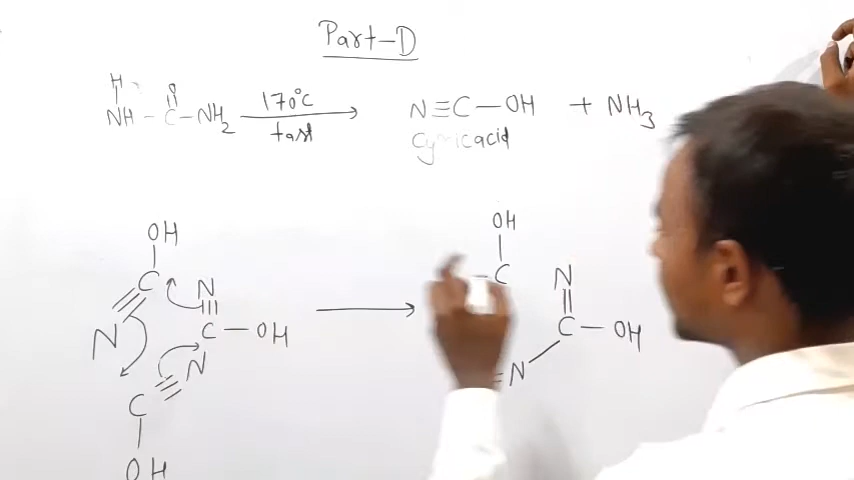 Part-D
H
NH - C - NH2 170°C N≡C - OH + NH3
O
fast
Cynicacid
OH
OH
C
N
C
N
N
C - OH
C - OH
N
N
C
OH